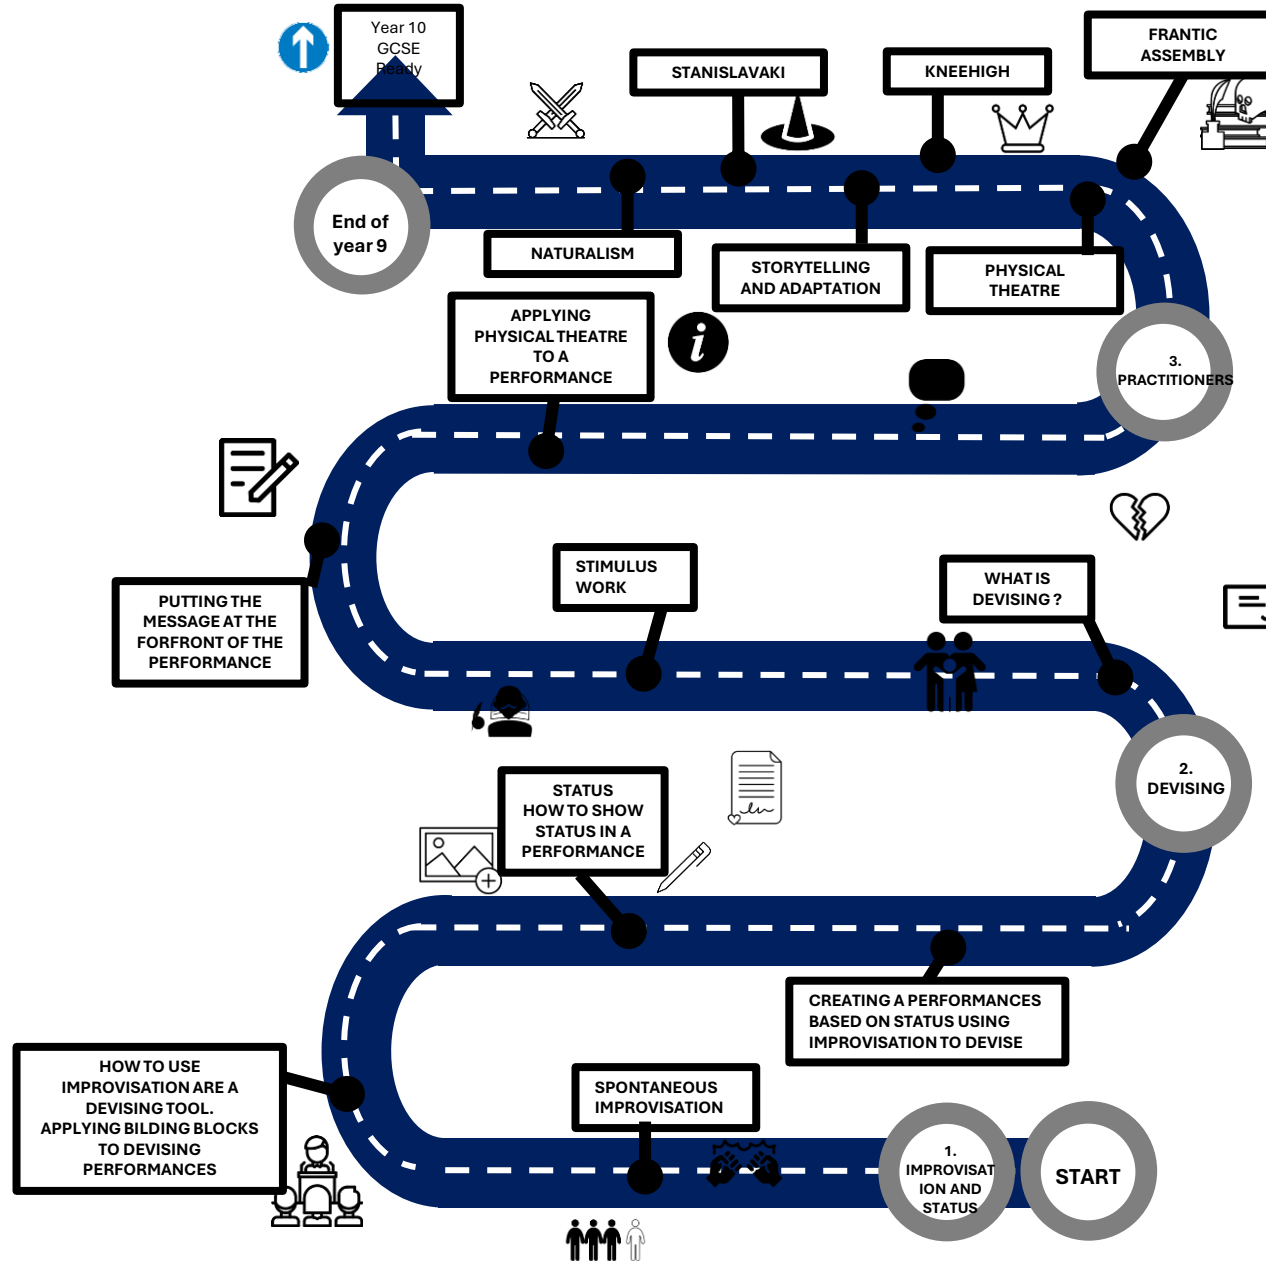 Year 10
GCSE
Ready
STANISLAVAKI
KNEEHIGH
FRANTIC
ASSEMBLY
End of
year 9
NATURALISM
STORYTELLING
AND ADAPTATION
PHYSICAL
THEATRE
APPLYING
PHYSICAL THEATRE
TO A
PERFORMANCE
3.
PRACTITIONERS
PUTTING THE
MESSAGE AT THE
FORFRONT OF THE
PERFORMANCE
STIMULUS
WORK
WHAT IS
DEVISING ?
2.
DEVISING
STATUS
HOW TO SHOW
STATUS IN A
PERFORMANCE
CREATING A PERFORMANCES
BASED ON STATUS USING
IMPROVISATION TO DEVISE
HOW TO USE
IMPROVISATION ARE A
DEVISING TOOL.
APPLYING BILDING BLOCKS
TO DEVISING
PERFORMANCES
SPONTANEOUS
IMPROVISATION
1.
IMPROVISAT
ION AND
STATUS
START